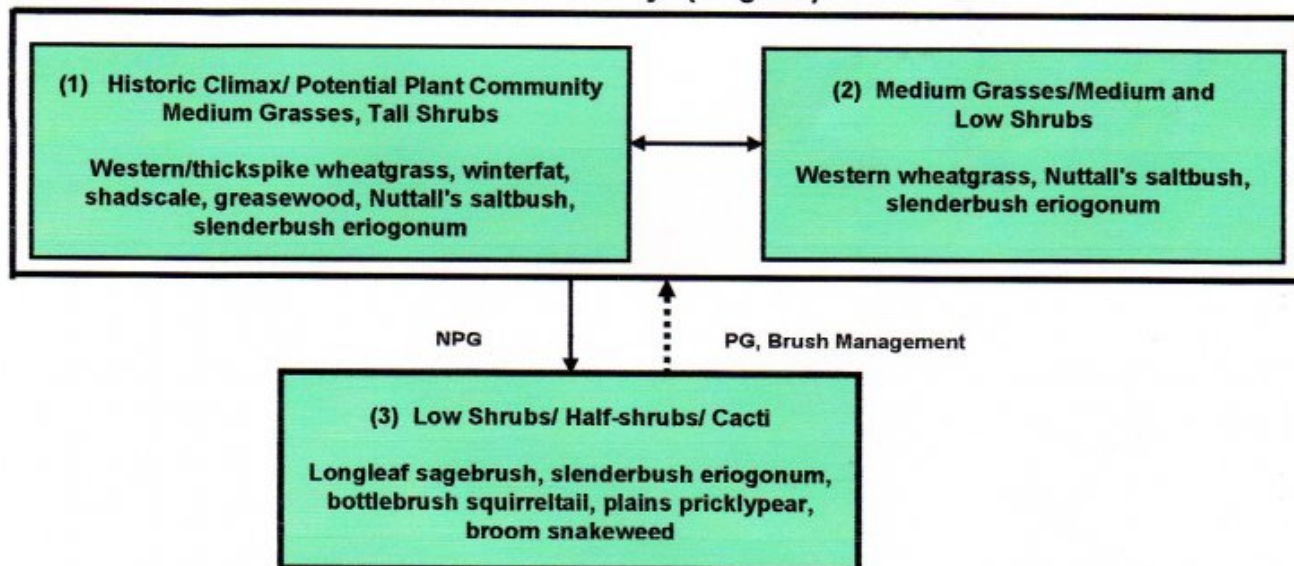 (1) Historic Climax/ Potential Plant Community
Medium Grasses, Tall Shrubs
Western/thickspike wheatgrass, winterfat,
shadscale, greasewood, Nuttall's saltbush,
slenderbush eriogonum
(2) Medium Grasses/Medium and
Low Shrubs
Western wheatgrass, Nuttall's saltbush,
slenderbush eriogonum
NPG
PG, Brush Management
(3) Low Shrubs/ Half-shrubs/ Cacti
Longleaf sagebrush, slenderbush eriogonum,
bottlebrush squirreltail, plains pricklypear,
broom snakeweed